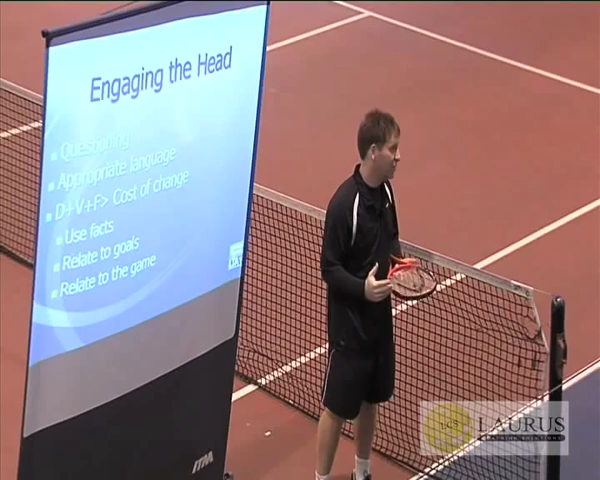 Engaging the Head
Questioning
Appropriate language
D+V+F> Cost of change
Use facts
Relate to goals
Relate to the game
LAURUS